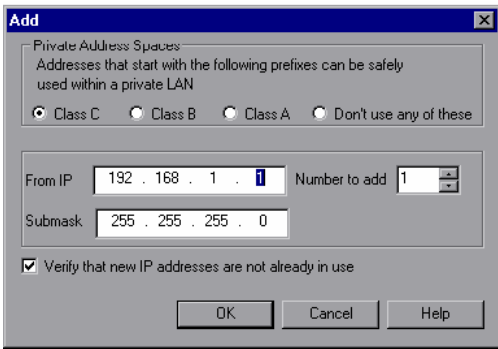 Add
Private Address Spaces
Addresses that start with the following prefixes can be safely
used within a private LAN
Class C Class B Class A Don't use any of these
From IP 192 . 168 . 1 . 1 Number to add 1
Submask 255 . 255 . 255 . 0
Verify that new IP addresses are not already in use
OK Cancel Help